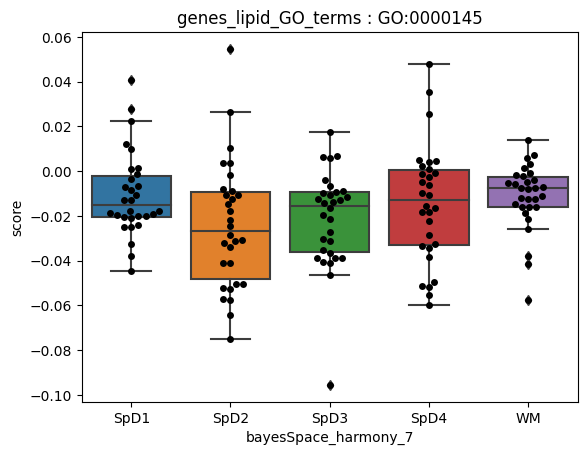 genes_lipid_GO_terms : GO:0000145
0.06
0.04
0.02
0.00
−0.02
−0.04
−0.06
−0.08
−0.10
score
SpD1 SpD2 SpD3 SpD4 WM
bayesSpace_harmony_7